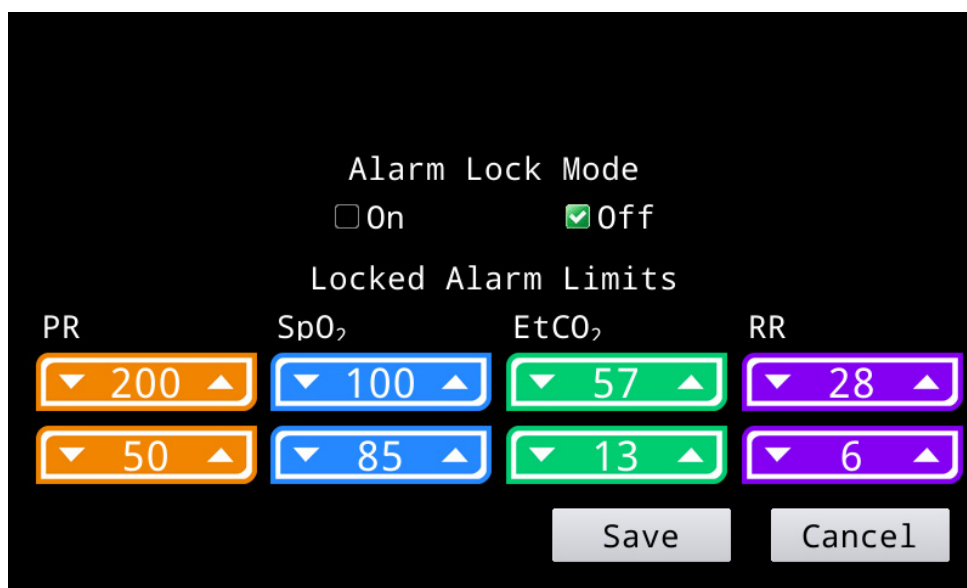 Alarm Lock Mode
On Off
Locked Alarm Limits
PR SpO₂ EtCO₂ RR
200 100 57 28
50 85 13 6
Save Cancel